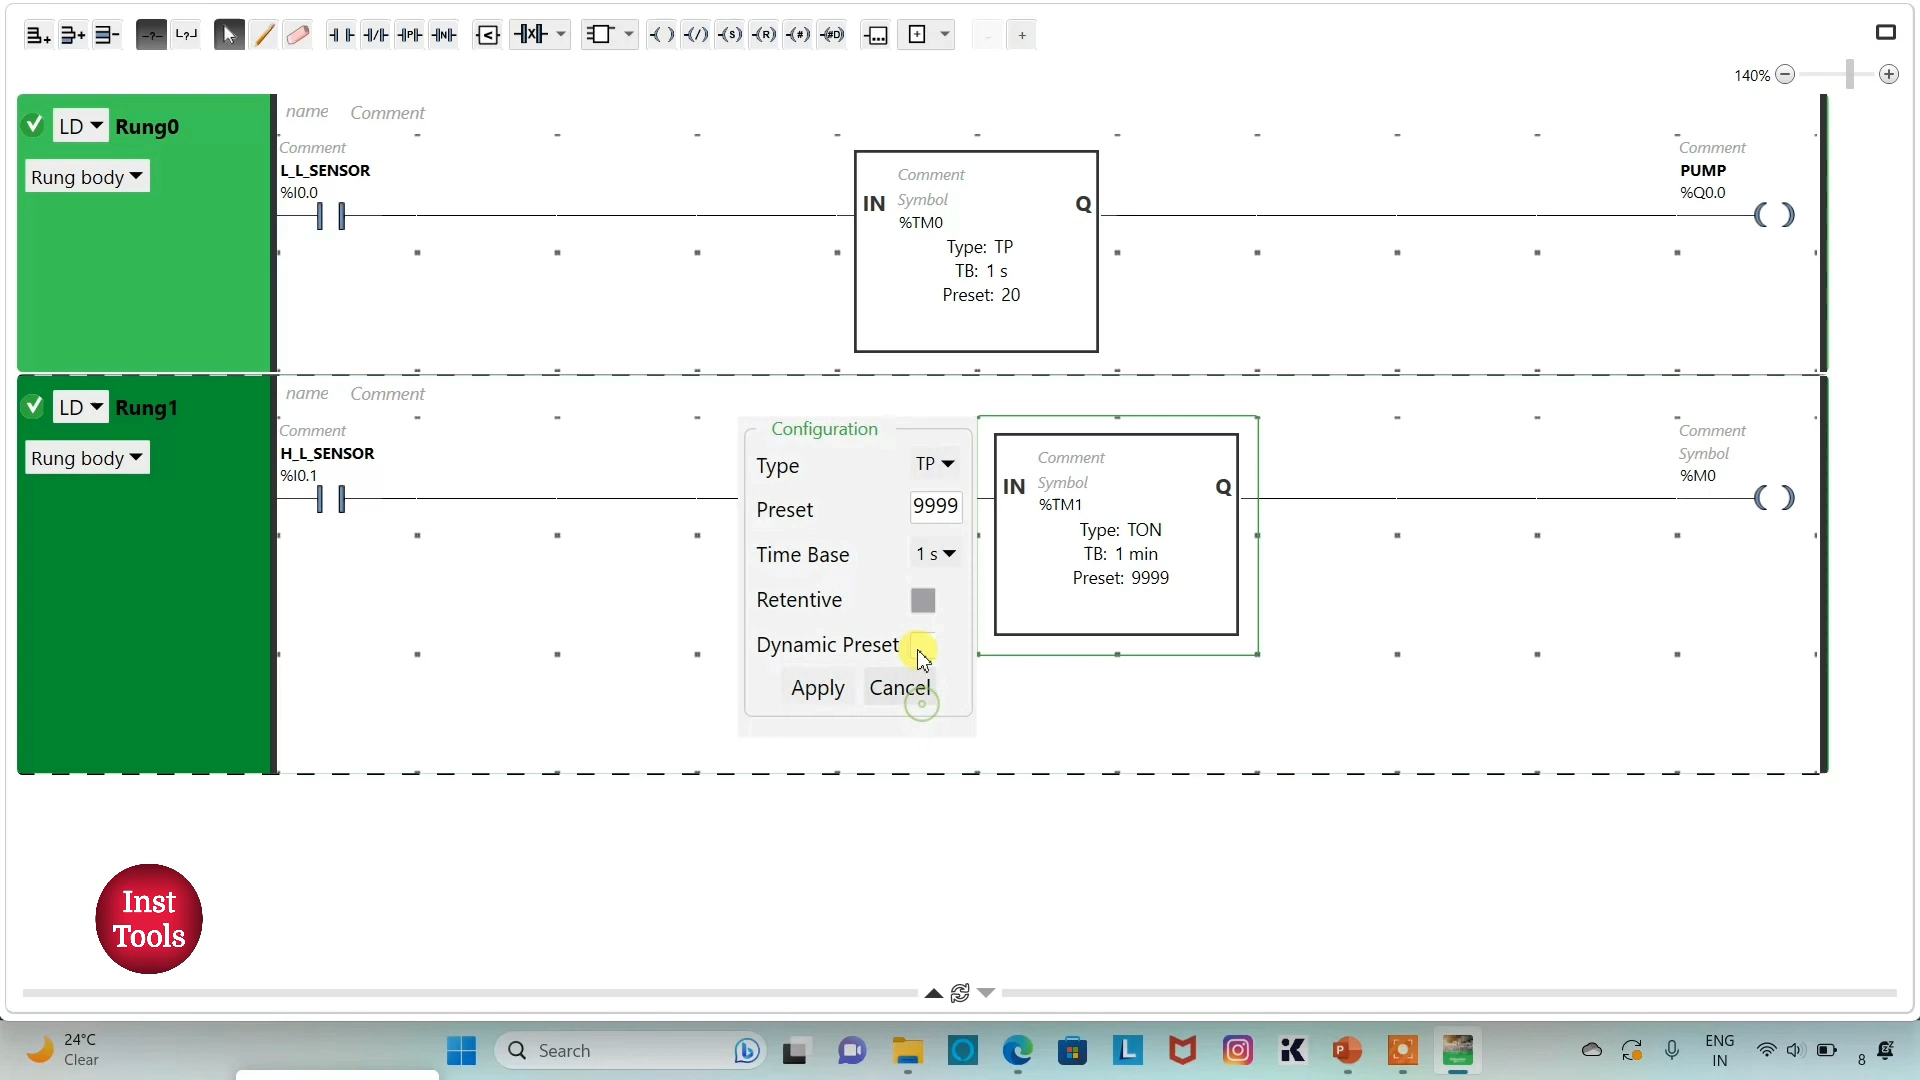 140%
LD Rung0
Rung body
name Comment
Comment
L_L_SENSOR
%I0.0
Comment
IN Symbol Q
%TM0
Type: TP
TB: 1 s
Preset: 20
Comment
PUMP
%Q0.0
LD Rung1
Rung body
name Comment
Comment
H_L_SENSOR
%I0.1
Configuration
Type TP
Preset 9999
Time Base 1 s
Retentive
Dynamic Preset
Apply Cancel
Comment
IN Symbol Q
%TM1
Type: TON
TB: 1 min
Preset: 9999
Comment
Symbol
%M0
Inst
Tools
24°C
Clear
Search
ENG
IN
8